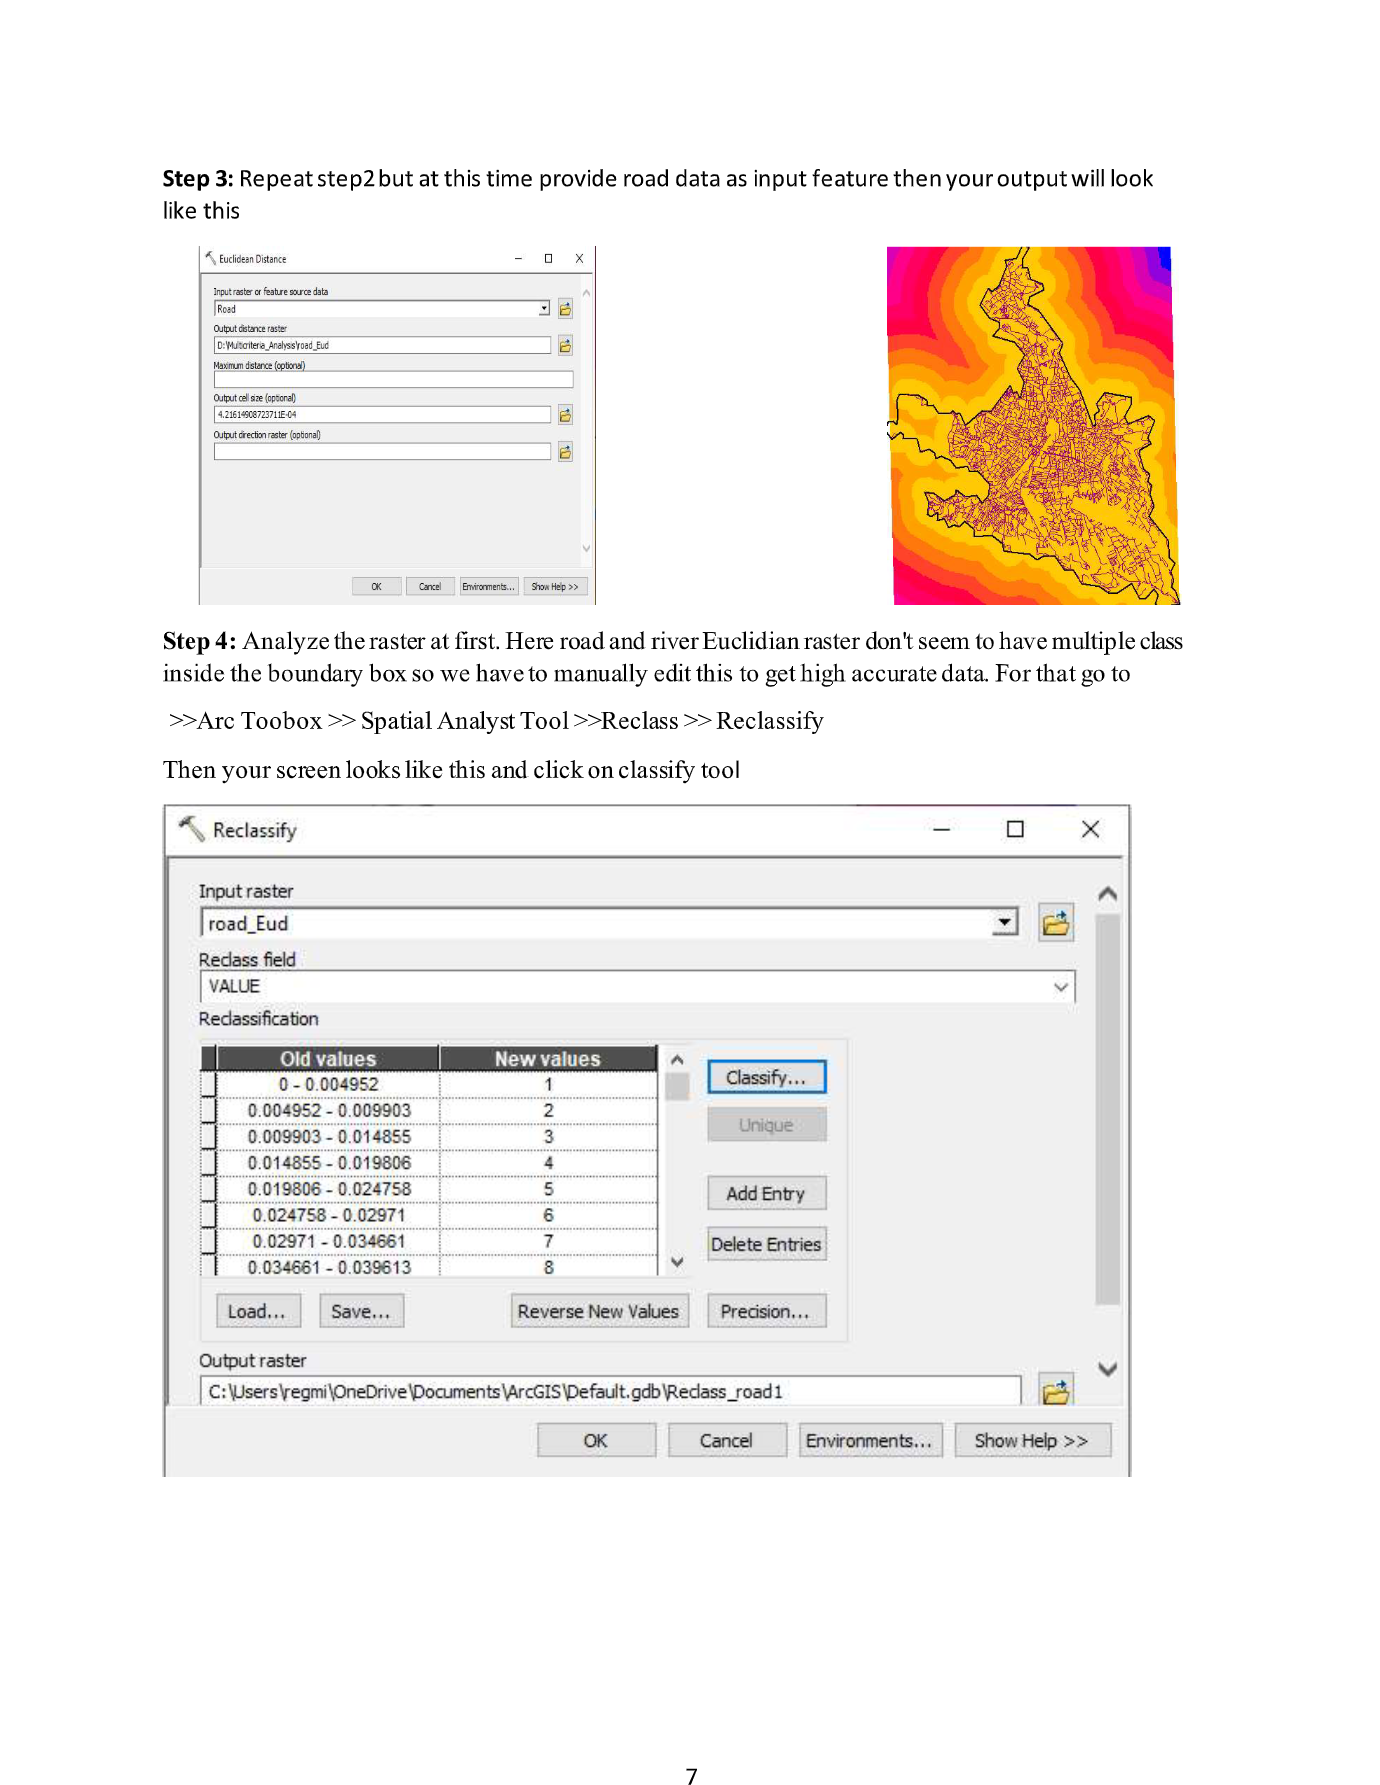 Step 3: Repeat step2 but at this time provide road data as input feature then your output will look
like this
Euclidean Distance
Input raster or feature source data
Road
Output distance raster
D:\Multicriteria_Analysis\road_Eud
Maximum distance (optional)
Output cell size (optional)
4.21614908723711E-04
Output direction raster (optional)
OK Cancel Environments... Show Help >>
Step 4: Analyze the raster at first. Here road and river Euclidian raster don't seem to have multiple class
inside the boundary box so we have to manually edit this to get high accurate data. For that go to
>>Arc Toobox >> Spatial Analyst Tool >>Reclass >> Reclassify
Then your screen looks like this and click on classify tool
Reclassify
Input raster
road_Eud
Reclass field
VALUE
Reclassification
Old values New values
0 - 0.004952 1
0.004952 - 0.009903 2
0.009903 - 0.014855 3
0.014855 - 0.019806 4
0.019806 - 0.024758 5
0.024758 - 0.02971 6
0.02971 - 0.034661 7
0.034661 - 0.039613 8
Classify...
Unique
Add Entry
Delete Entries
Load... Save... Reverse New Values Precision...
Output raster
C:\Users\regmi\OneDrive\Documents\ArcGIS\Default.gdb\Reclass_road1
OK Cancel Environments... Show Help >>
7